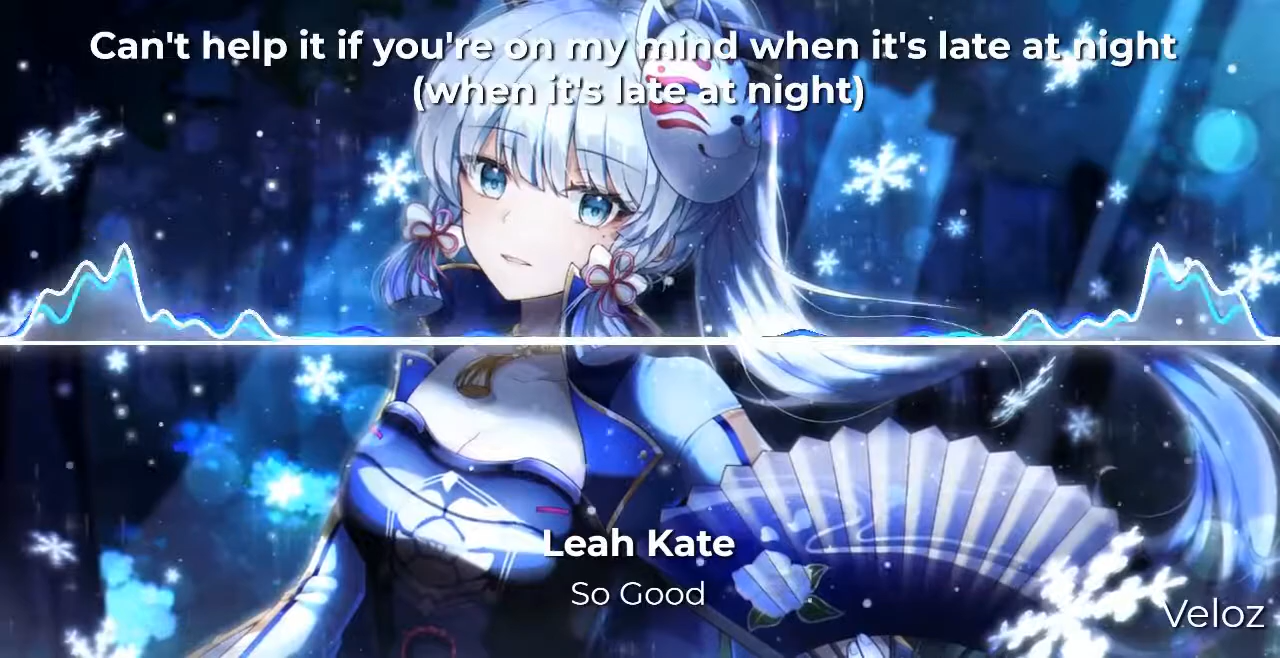 Can't help it if you're on my mind when it's late at night
(when it's late at night)
Leah Kate
So Good
Veloz